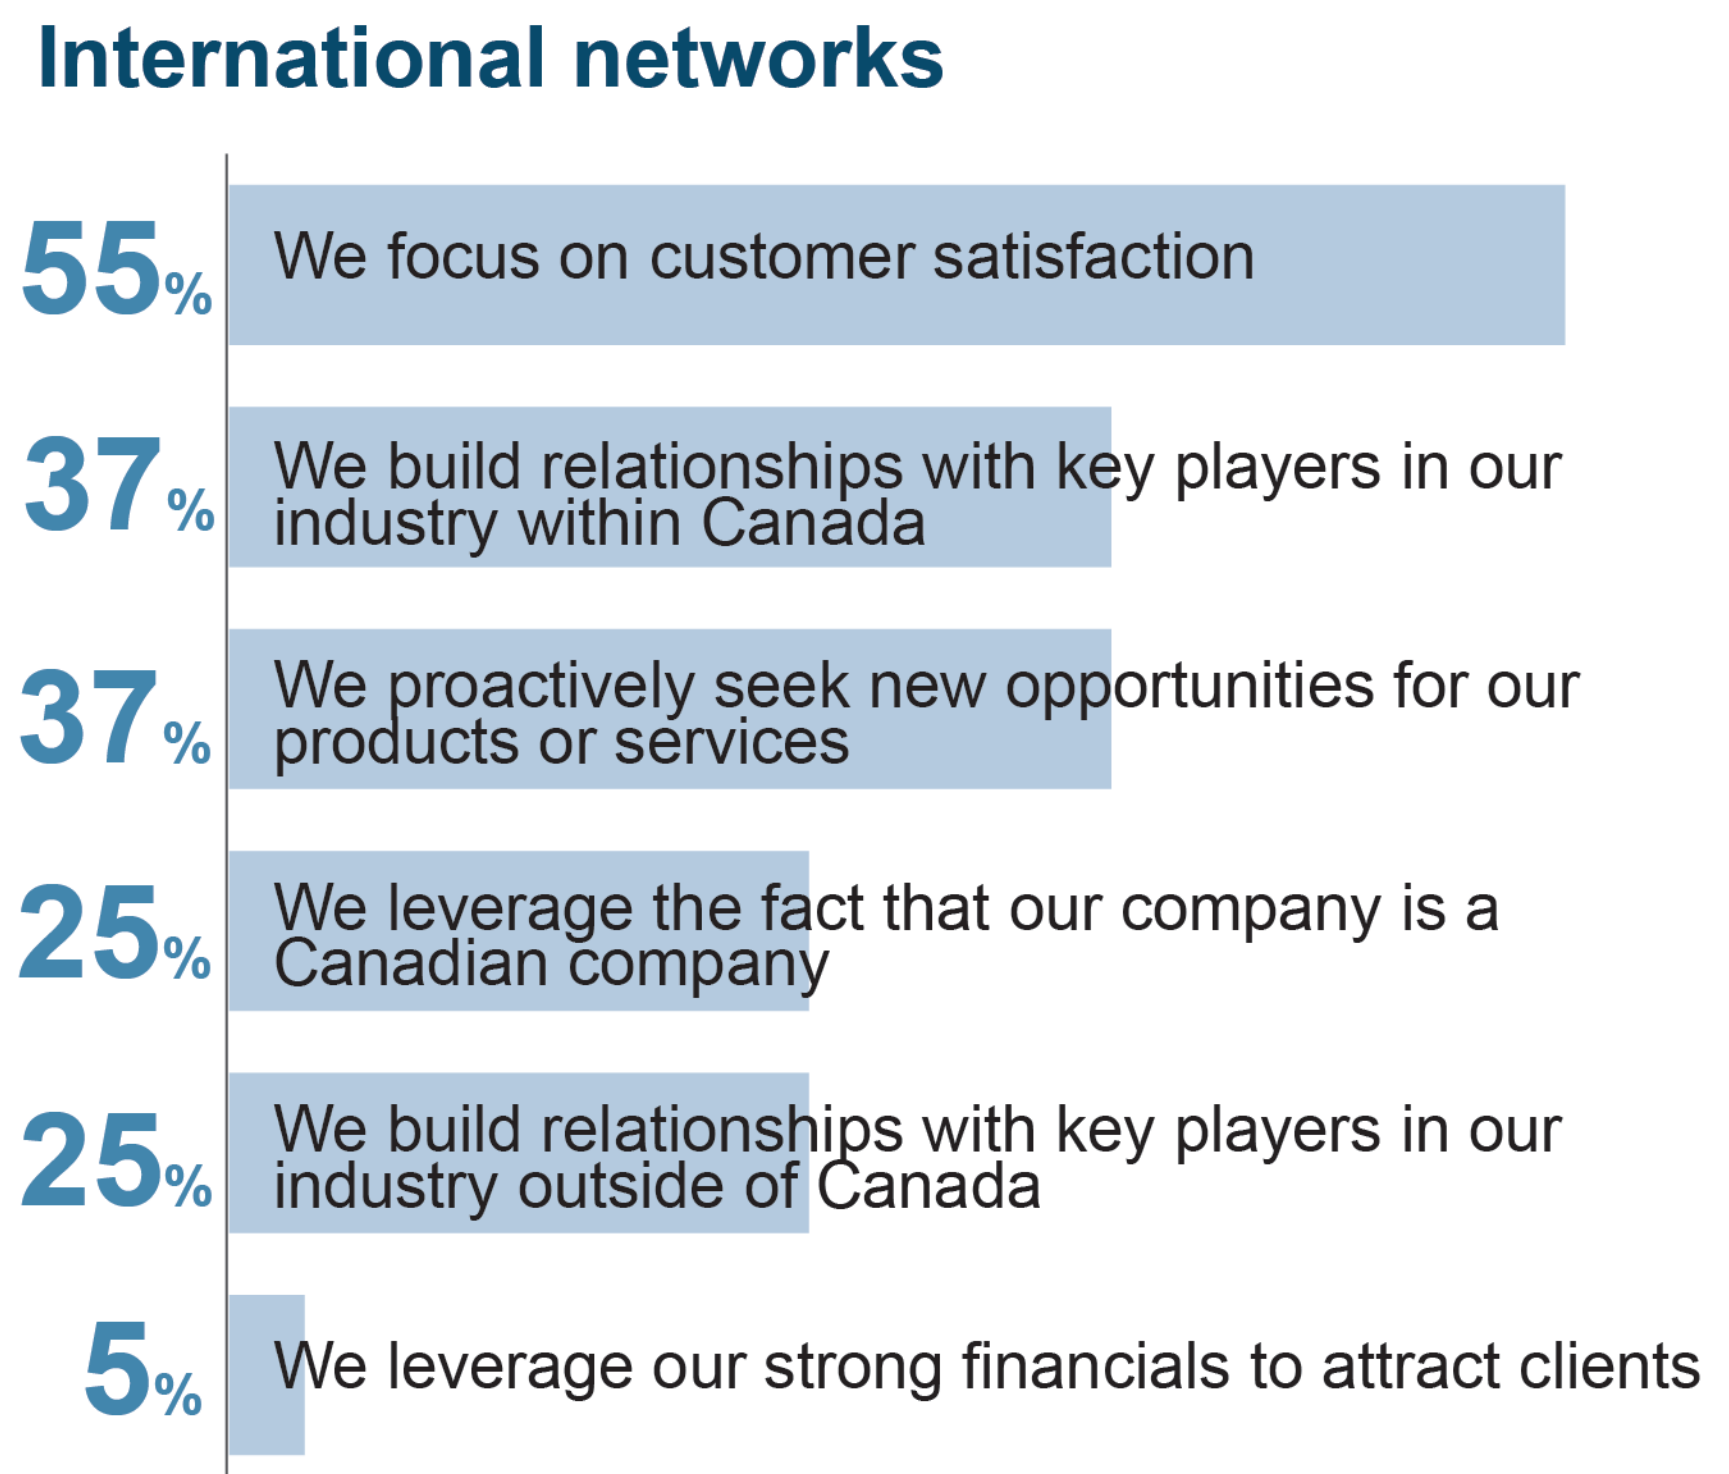 International networks
55%
We focus on customer satisfaction
37%
We build relationships with key players in our
industry within Canada
37%
We proactively seek new opportunities for our
products or services
25%
We leverage the fact that our company is a
Canadian company
25%
We build relationships with key players in our
industry outside of Canada
5%
We leverage our strong financials to attract clients